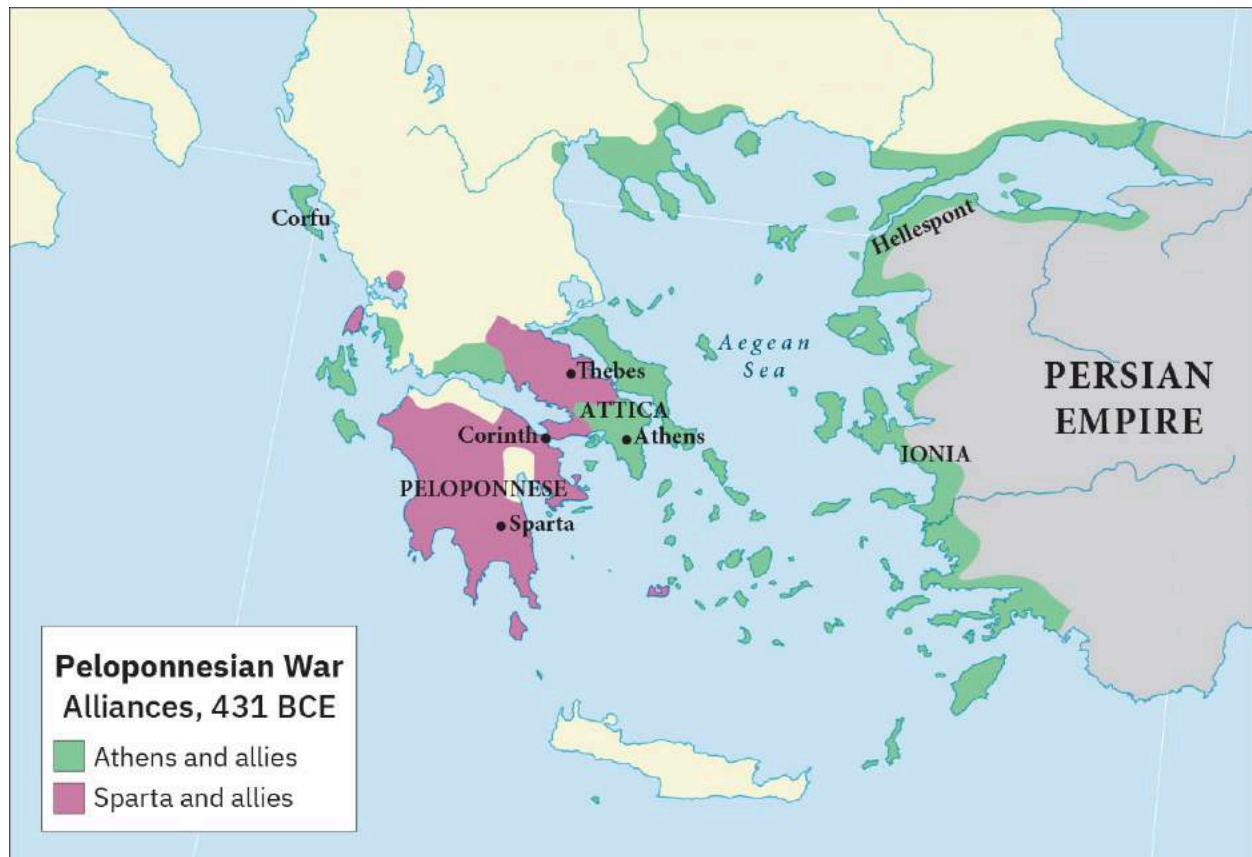 Corfu
Hellespont
Aegean
Sea
Thebes
PERSIAN
EMPIRE
ATTICA
Corinth
Athens
IONIA
PELOPONNESE
Sparta
Peloponnesian War
Alliances, 431 BCE
Athens and allies
Sparta and allies